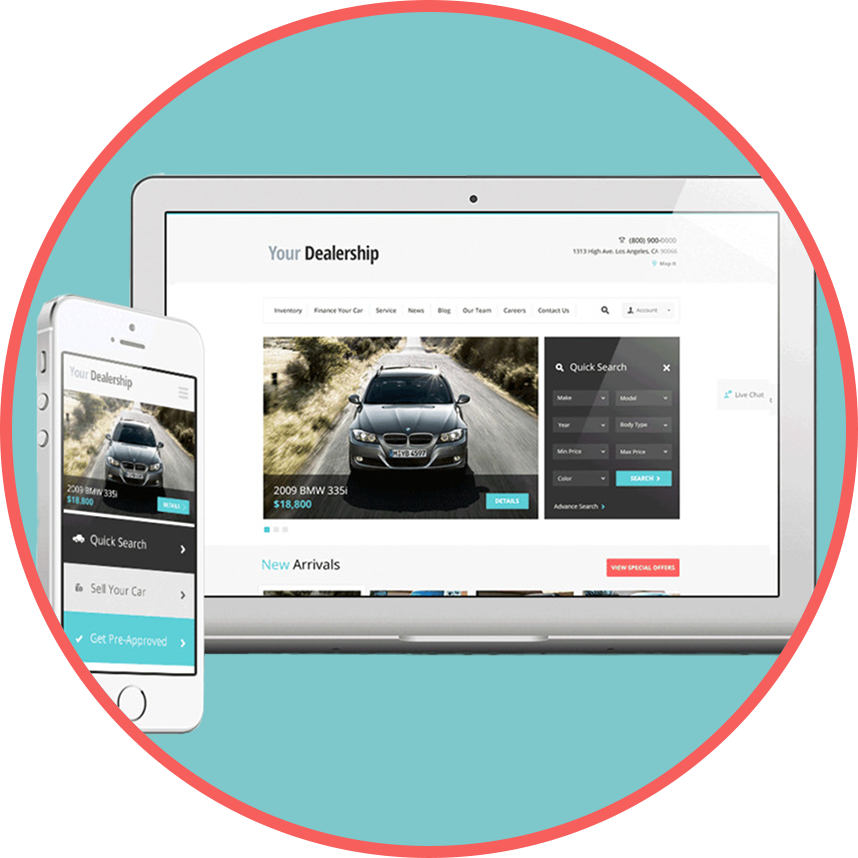 Your Dealership
(800) 900-0000
1313 High Ave. Los Angeles, CA 90066
Map It
Inventory Finance Your Car Service News Blog Our Team Careers Contact Us Account
Quick Search
Make Model
Year Body Type
Min Price Max Price
Color SEARCH
Advance Search
Live Chat
2009 BMW 335i
$18,800
DETAILS
New Arrivals
VIEW SPECIAL OFFERS
Your Dealership
2009 BMW 335i
$18,800
DETAILS
Quick Search
Sell Your Car
Get Pre-Approved